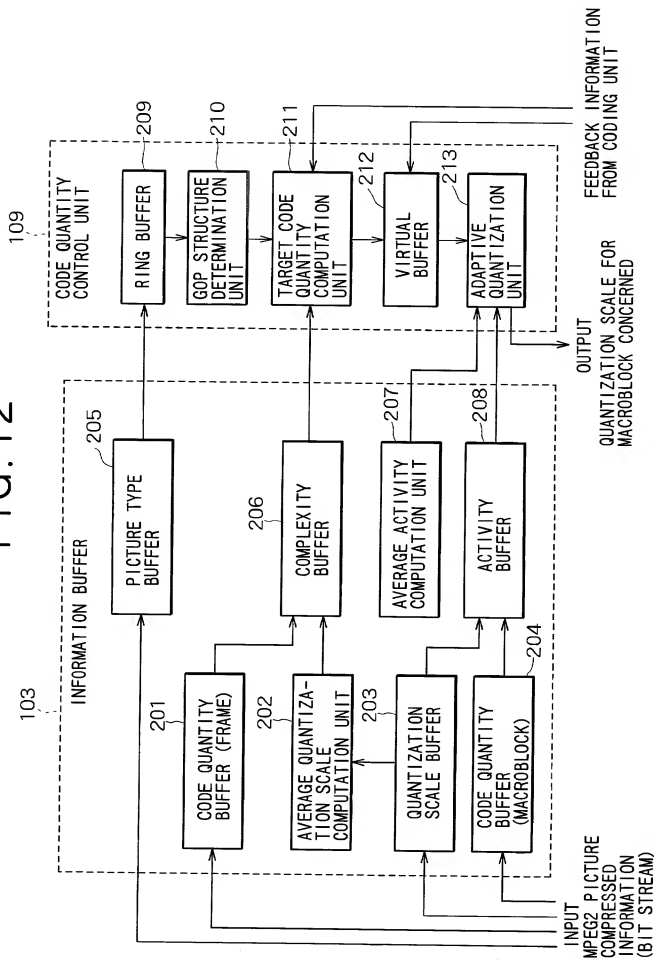 FIG. 12
103
INFORMATION BUFFER
205
PICTURE TYPE
BUFFER
201
CODE QUANTITY
BUFFER (FRAME)
202
AVERAGE QUANTIZA-
TION SCALE
COMPUTATION UNIT
203
QUANTIZATION
SCALE BUFFER
204
CODE QUANTITY
BUFFER
(MACROBLOCK)
206
COMPLEXITY
BUFFER
207
AVERAGE ACTIVITY
COMPUTATION UNIT
208
ACTIVITY
BUFFER
109
CODE QUANTITY
CONTROL UNIT
209
RING BUFFER
210
GOP STRUCTURE
DETERMINATION
UNIT
211
TARGET CODE
QUANTITY
COMPUTATION
UNIT
212
VIRTUAL
BUFFER
213
ADAPTIVE
QUANTIZATION
UNIT
INPUT
MPEG2 PICTURE
COMPRESSED
INFORMATION
(BIT STREAM)
OUTPUT
QUANTIZATION SCALE FOR
MACROBLOCK CONCERNED
FEEDBACK INFORMATION
FROM CODING UNIT